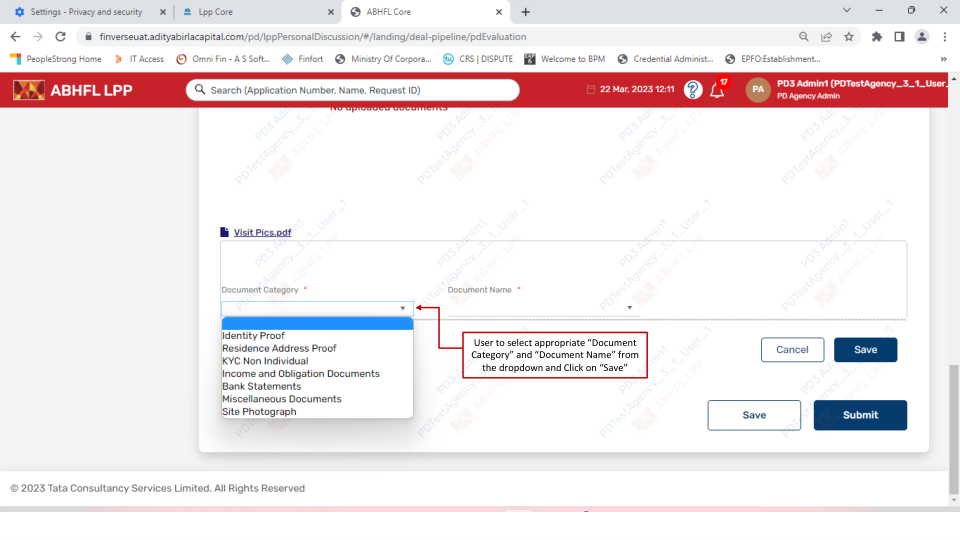 Settings - Privacy and security
Lpp Core
ABHFL Core
finverseuat.adityabirlacapital.com/pd/lppPersonalDiscussion/#/landing/deal-pipeline/pdEvaluation
PeopleStrong Home
IT Access
Omni Fin - A S Soft...
Finfort
Ministry Of Corpora...
CRS | DISPUTE
Welcome to BPM
Credential Administ...
EPFO:Establishment...
»
ABHFL LPP
Search (Application Number, Name, Request ID)
22 Mar, 2023 12:11
17
PA
PD3 Admin1 (PDTestAgency_3_1_User_
PD Agency Admin
No uploaded documents
Visit Pics.pdf
Document Category *
Document Name *
Identity Proof
Residence Address Proof
KYC Non Individual
Income and Obligation Documents
Bank Statements
Miscellaneous Documents
Site Photograph
User to select appropriate “Document
Category” and “Document Name” from
the dropdown and Click on “Save”
Cancel
Save
Save
Submit
© 2023 Tata Consultancy Services Limited. All Rights Reserved